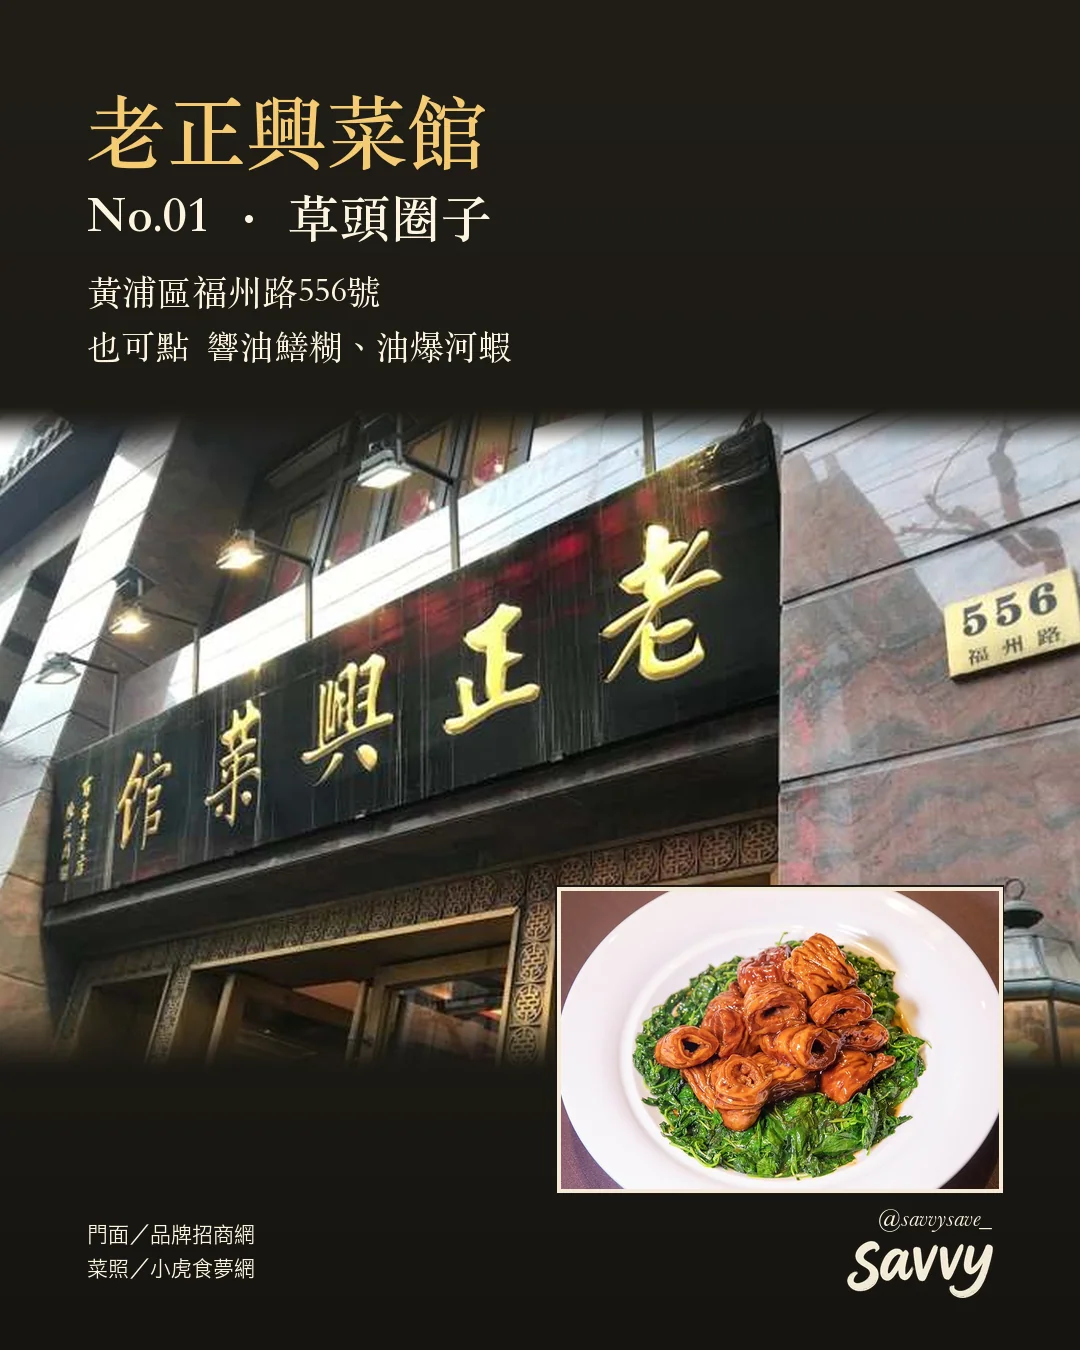 老正興菜館
No.01 · 草頭圈子
黃浦區福州路556號
也可點 響油鱔糊、油爆河蝦
老正興菜馆
556
福州路
門面／品牌招商網
菜照／小虎食夢網
@savvysave_
Savvy